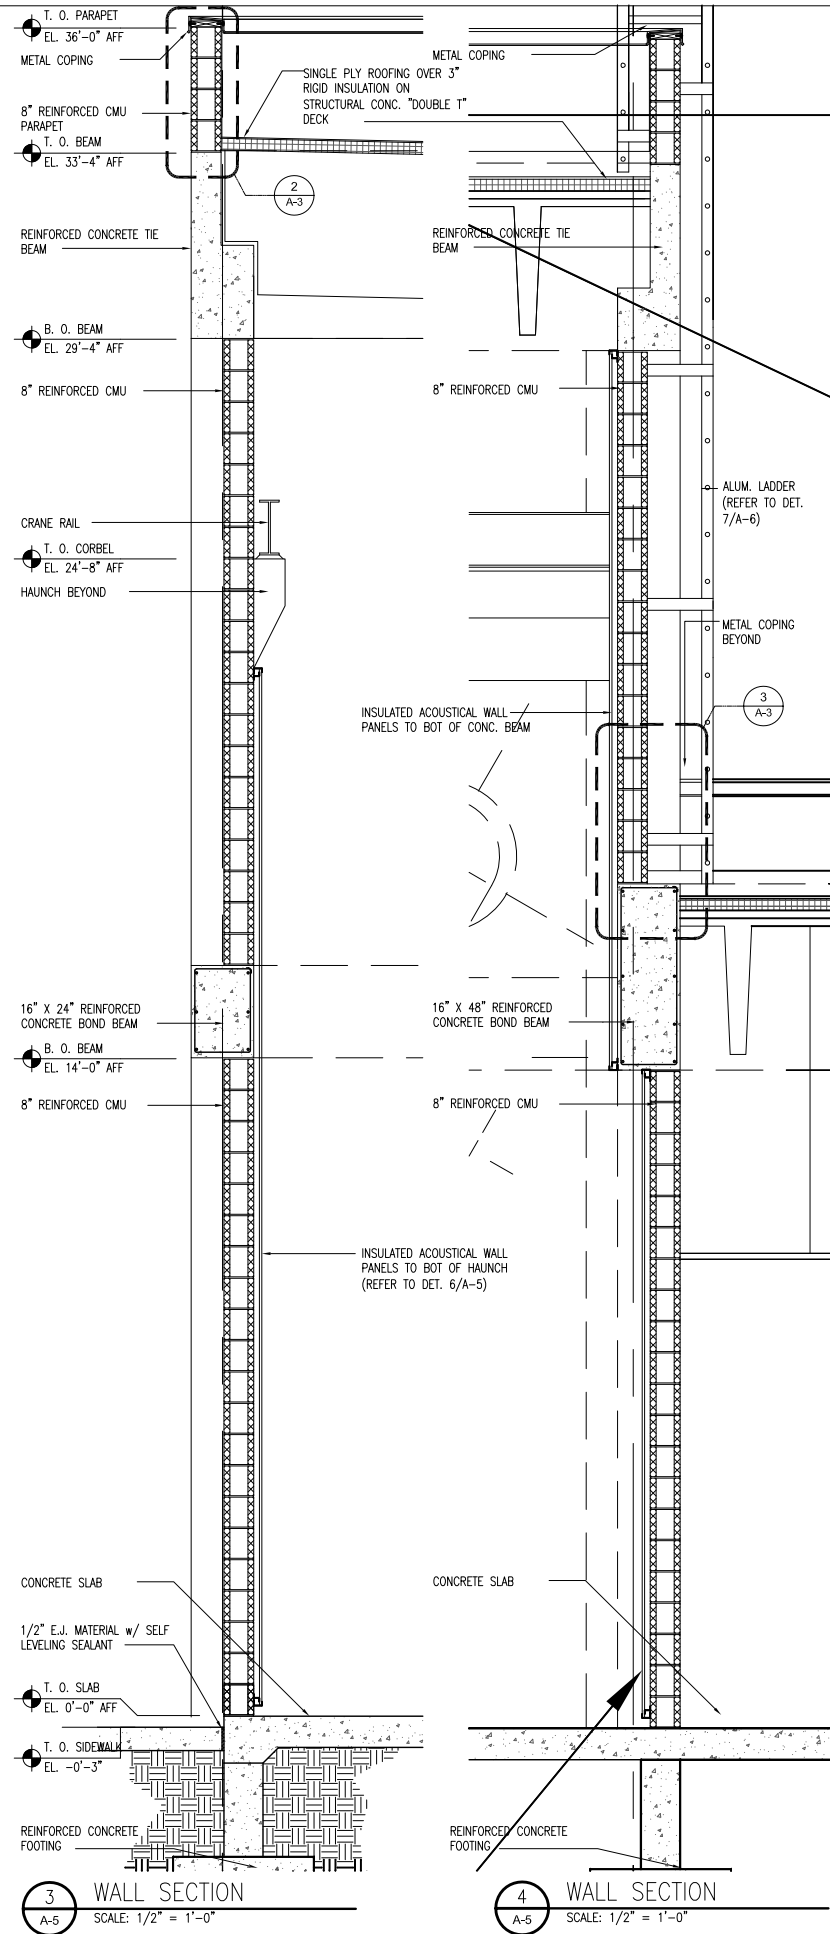 T. O. PARAPET
EL. 36'-0" AFF
METAL COPING
8" REINFORCED CMU
PARAPET
T. O. BEAM
EL. 33'-4" AFF
SINGLE PLY ROOFING OVER 3"
RIGID INSULATION ON
STRUCTURAL CONC. "DOUBLE T"
DECK
2
A-3
REINFORCED CONCRETE TIE
BEAM
B. O. BEAM
EL. 29'-4" AFF
8" REINFORCED CMU
CRANE RAIL
T. O. CORBEL
EL. 24'-8" AFF
HAUNCH BEYOND
16" X 24" REINFORCED
CONCRETE BOND BEAM
B. O. BEAM
EL. 14'-0" AFF
8" REINFORCED CMU
INSULATED ACOUSTICAL WALL
PANELS TO BOT OF HAUNCH
(REFER TO DET. 6/A-5)
CONCRETE SLAB
1/2" E.J. MATERIAL w/ SELF
LEVELING SEALANT
T. O. SLAB
EL. 0'-0" AFF
T. O. SIDEWALK
EL. -0'-3"
REINFORCED CONCRETE
FOOTING
3
A-5
WALL SECTION
SCALE: 1/2" = 1'-0"
METAL COPING
REINFORCED CONCRETE TIE
BEAM
8" REINFORCED CMU
ALUM. LADDER
(REFER TO DET.
7/A-6)
METAL COPING
BEYOND
3
A-3
INSULATED ACOUSTICAL WALL
PANELS TO BOT OF CONC. BEAM
16" X 48" REINFORCED
CONCRETE BOND BEAM
8" REINFORCED CMU
CONCRETE SLAB
REINFORCED CONCRETE
FOOTING
4
A-5
WALL SECTION
SCALE: 1/2" = 1'-0"